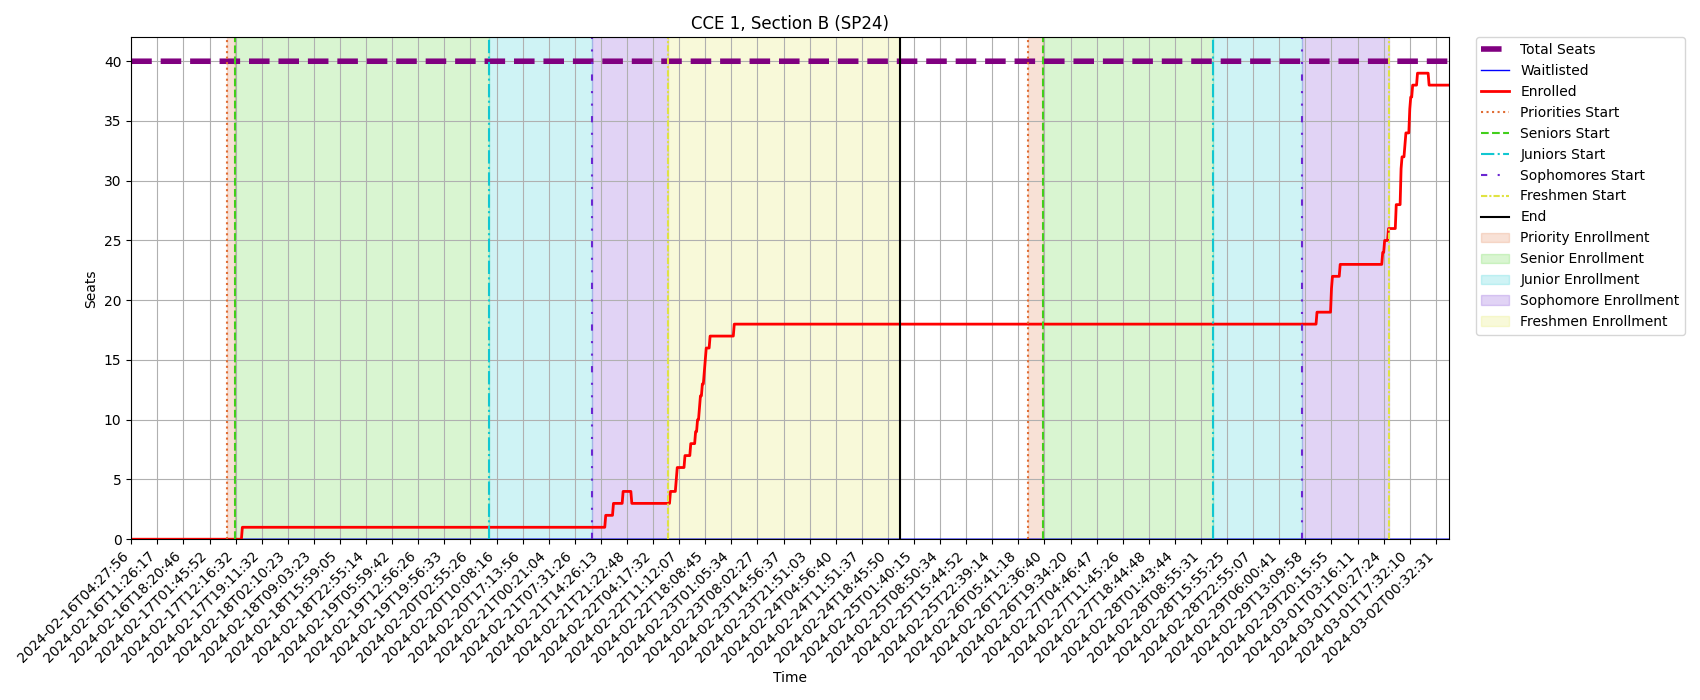 CCE 1, Section B (SP24)
Total Seats
Waitlisted
Enrolled
Priorities Start
Seniors Start
Juniors Start
Sophomores Start
Freshmen Start
End
Priority Enrollment
Senior Enrollment
Junior Enrollment
Sophomore Enrollment
Freshmen Enrollment
Seats
40
35
30
25
20
15
10
5
0
2024-02-16T04:27:56
2024-02-16T11:26:17
2024-02-16T18:20:46
2024-02-17T01:45:52
2024-02-17T12:16:32
2024-02-17T19:11:32
2024-02-18T02:10:23
2024-02-18T09:03:23
2024-02-18T15:59:05
2024-02-18T22:55:14
2024-02-19T05:59:42
2024-02-19T12:56:26
2024-02-19T19:56:33
2024-02-20T02:55:26
2024-02-20T10:08:16
2024-02-20T17:13:56
2024-02-21T00:21:04
2024-02-21T07:31:26
2024-02-21T14:26:13
2024-02-21T21:22:48
2024-02-22T04:17:32
2024-02-22T11:12:07
2024-02-22T18:08:45
2024-02-23T01:05:34
2024-02-23T08:02:27
2024-02-23T14:56:37
2024-02-23T21:51:03
2024-02-24T04:56:40
2024-02-24T11:51:37
2024-02-24T18:45:50
2024-02-25T01:40:15
2024-02-25T08:50:34
2024-02-25T15:44:52
2024-02-25T22:39:14
2024-02-26T05:41:18
2024-02-26T12:36:40
2024-02-26T19:34:20
2024-02-27T04:46:47
2024-02-27T11:45:26
2024-02-27T18:44:48
2024-02-28T01:43:44
2024-02-28T08:55:31
2024-02-28T15:55:25
2024-02-28T22:55:07
2024-02-29T06:00:41
2024-02-29T13:09:58
2024-02-29T20:15:55
2024-03-01T03:16:11
2024-03-01T10:27:24
2024-03-01T17:32:10
2024-03-02T00:32:31
Time